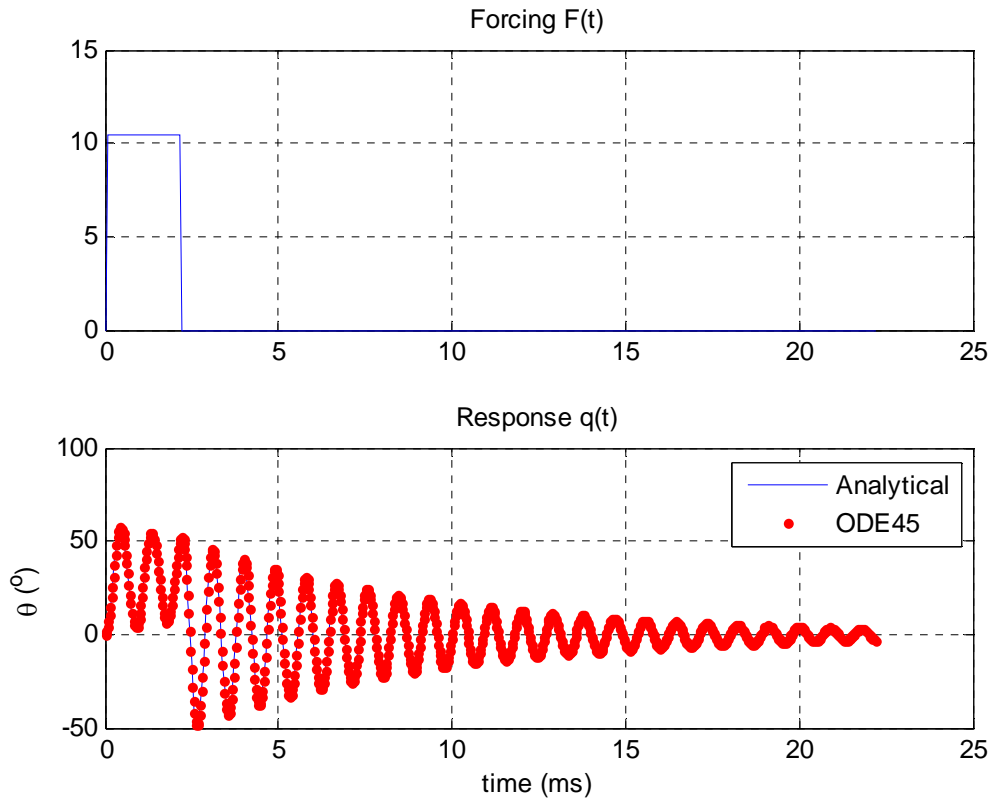 Forcing F(t)
15
10
5
0
0 5 10 15 20 25
Response q(t)
100
50
0
-50
θ (º)
Analytical
ODE45
0 5 10 15 20 25
time (ms)